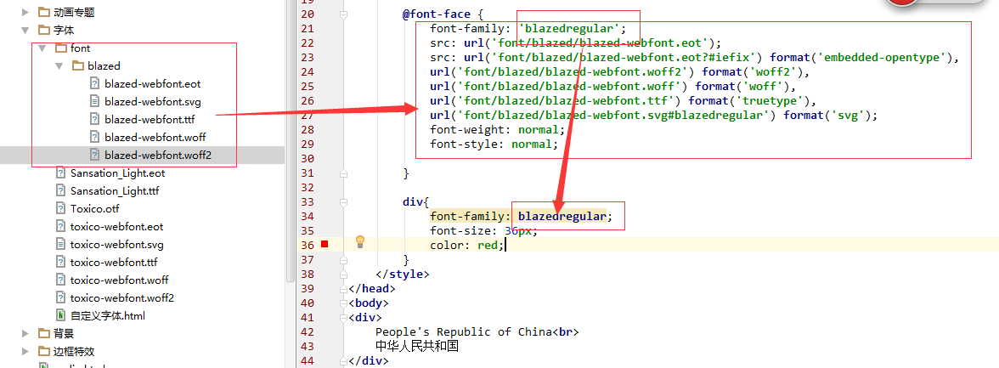 动画专题
字体
font
blazed
blazed-webfont.eot
blazed-webfont.svg
blazed-webfont.ttf
blazed-webfont.woff
blazed-webfont.woff2
Sansation_Light.eot
Sansation_Light.ttf
Toxico.otf
toxico-webfont.eot
toxico-webfont.svg
toxico-webfont.ttf
toxico-webfont.woff
toxico-webfont.woff2
自定义字体.html
背景
边框特效
20 @font-face {
21 font-family: 'blazedregular';
22 src: url('font/blazed/blazed-webfont.eot');
23 src: url('font/blazed/blazed-webfont.eot?#iefix') format('embedded-opentype'),
24 url('font/blazed/blazed-webfont.woff2') format('woff2'),
25 url('font/blazed/blazed-webfont.woff') format('woff'),
26 url('font/blazed/blazed-webfont.ttf') format('truetype'),
27 url('font/blazed/blazed-webfont.svg#blazedregular') format('svg');
28 font-weight: normal;
29 font-style: normal;
30
31 }
32
33 div{
34 font-family: blazedregular;
35 font-size: 36px;
36 color: red;
37 }
38 </style>
39 </head>
40 <body>
41 <div>
42 People's Republic of China<br>
43 中华人民共和国
44 </div>